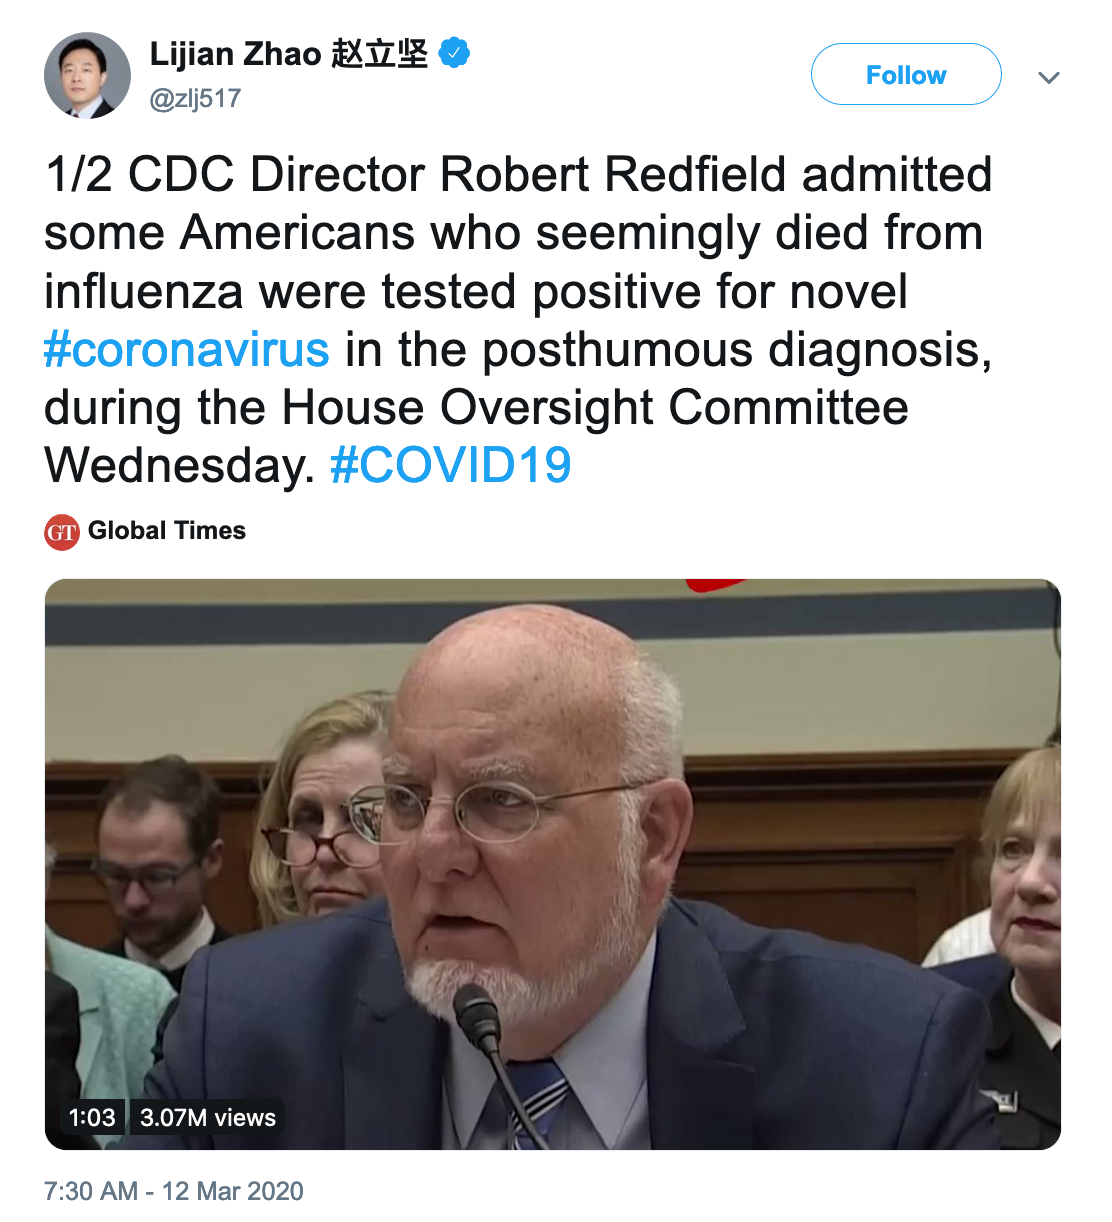 Lijian Zhao 赵立坚
@zlj517
Follow
1/2 CDC Director Robert Redfield admitted
some Americans who seemingly died from
influenza were tested positive for novel
#coronavirus in the posthumous diagnosis,
during the House Oversight Committee
Wednesday. #COVID19
GT Global Times
1:03 3.07M views
7:30 AM - 12 Mar 2020